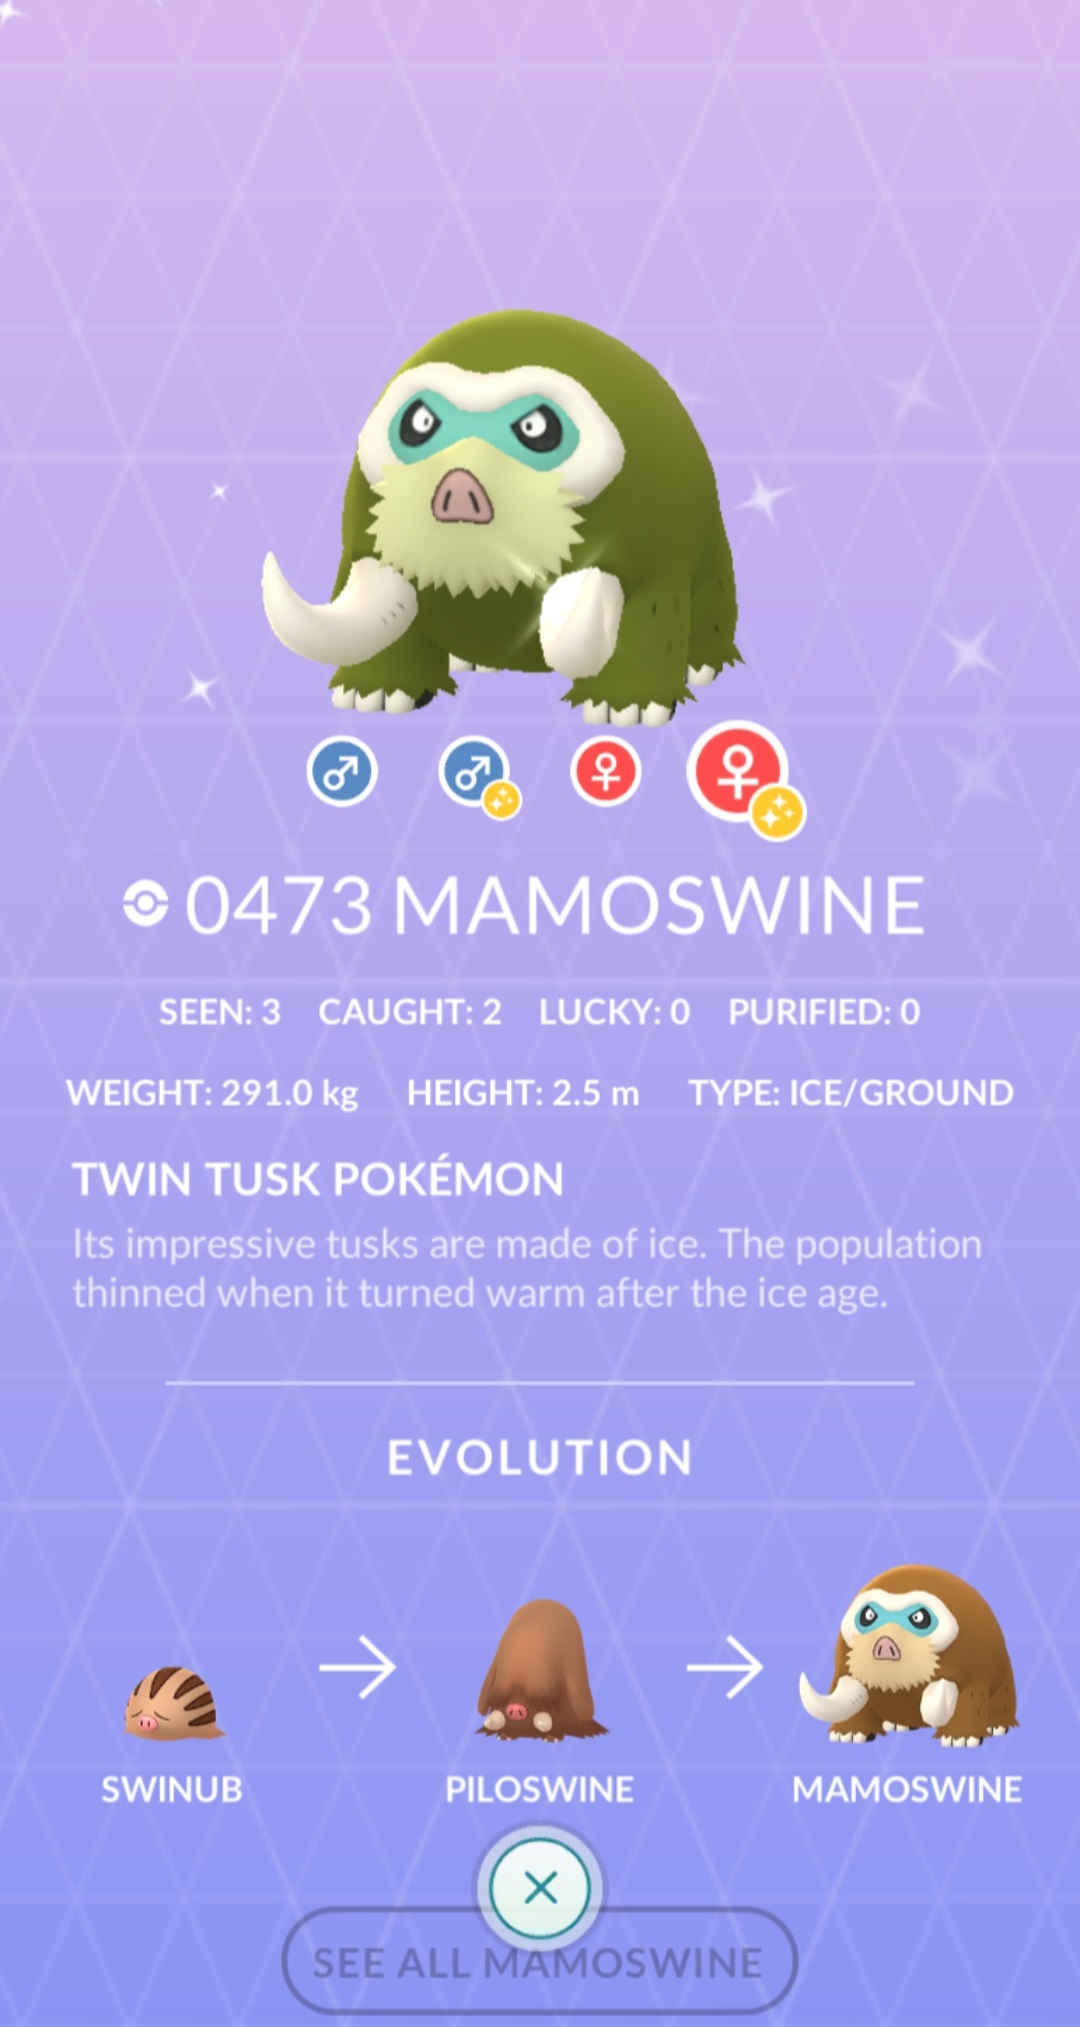 0473 MAMOSWINE
SEEN: 3 CAUGHT: 2 LUCKY: 0 PURIFIED: 0
WEIGHT: 291.0 kg HEIGHT: 2.5 m TYPE: ICE/GROUND
TWIN TUSK POKÉMON
Its impressive tusks are made of ice. The population
thinned when it turned warm after the ice age.
EVOLUTION
SWINUB PILOSWINE MAMOSWINE
SEE ALL MAMOSWINE